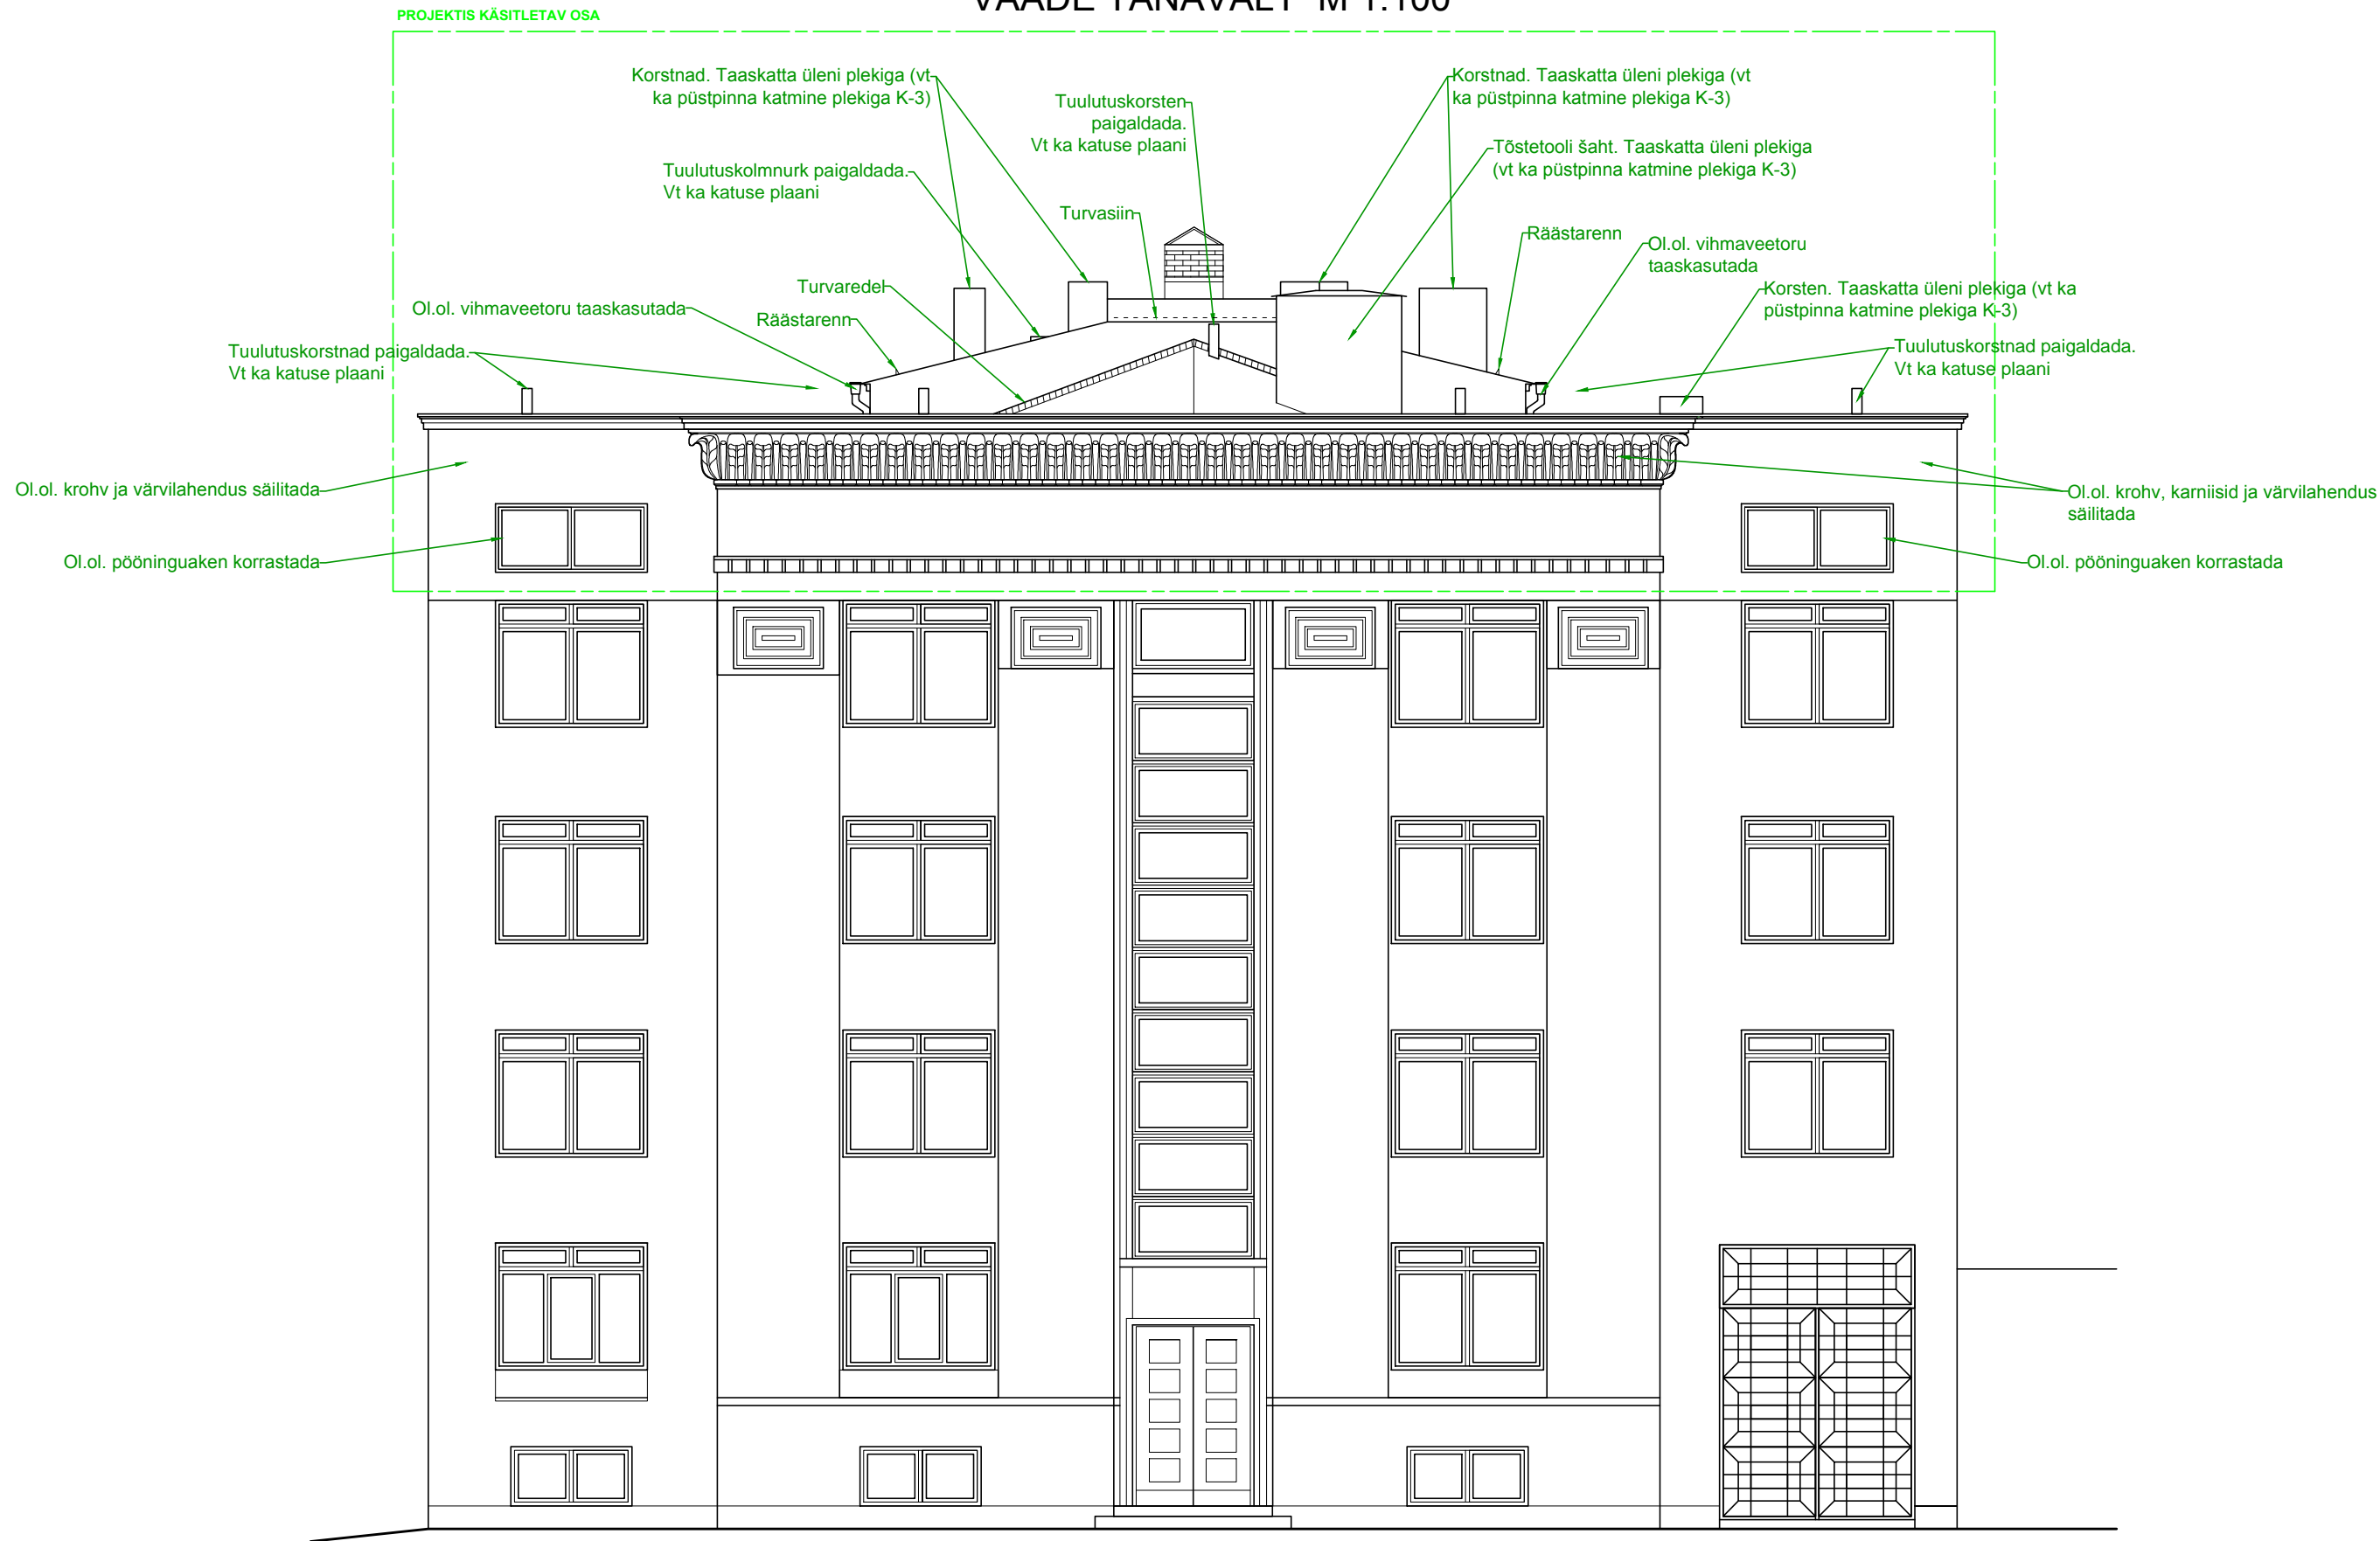 VAADE TÄNAVALT M 1:100
PROJEKTIS KÄSITLETAV OSA
Korstnad. Taaskatta üleni plekiga (vt
ka püstpinna katmine plekiga K-3)
Korstnad. Taaskatta üleni plekiga (vt
ka püstpinna katmine plekiga K-3)
Tuulutuskorsten
paigaldada.
Vt ka katuse plaani
Tõstetooli šaht. Taaskatta üleni plekiga
(vt ka püstpinna katmine plekiga K-3)
Tuulutuskolmnurk paigaldada.
Vt ka katuse plaani
Turvasiin
Räästarenn
Ol.ol. vihmaveetoru
taaskasutada
Turvaredel
Korsten. Taaskatta üleni plekiga (vt ka
püstpinna katmine plekiga K-3)
Ol.ol. vihmaveetoru taaskasutada
Räästarenn
Tuulutuskorstnad paigaldada.
Vt ka katuse plaani
Tuulutuskorstnad paigaldada.
Vt ka katuse plaani
Ol.ol. krohv ja värvilahendus säilitada
Ol.ol. krohv, karniisid ja värvilahendus
säilitada
Ol.ol. pööninguaken korrastada
Ol.ol. pööninguaken korrastada